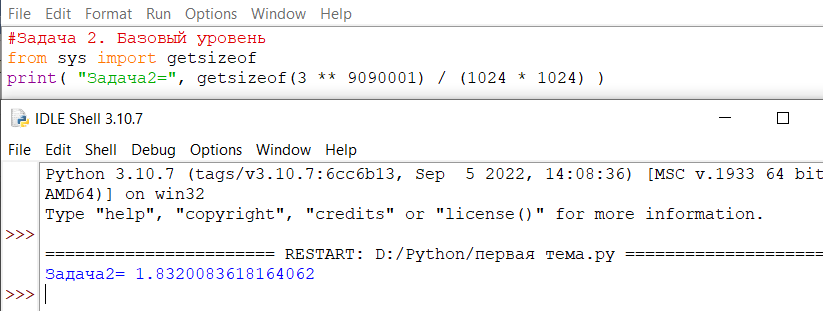 File Edit Format Run Options Window Help
#Задача 2. Базовый уровень
from sys import getsizeof
print( "Задача2=", getsizeof(3 ** 9090001) / (1024 * 1024) )
IDLE Shell 3.10.7
File Edit Shell Debug Options Window Help
Python 3.10.7 (tags/v3.10.7:6cc6b13, Sep  5 2022, 14:08:36) [MSC v.1933 64 bit
AMD64)] on win32
Type "help", "copyright", "credits" or "license()" for more information.
>>>
======================= RESTART: D:/Python/первая тема.py ====================
Задача2= 1.8320083618164062
>>>